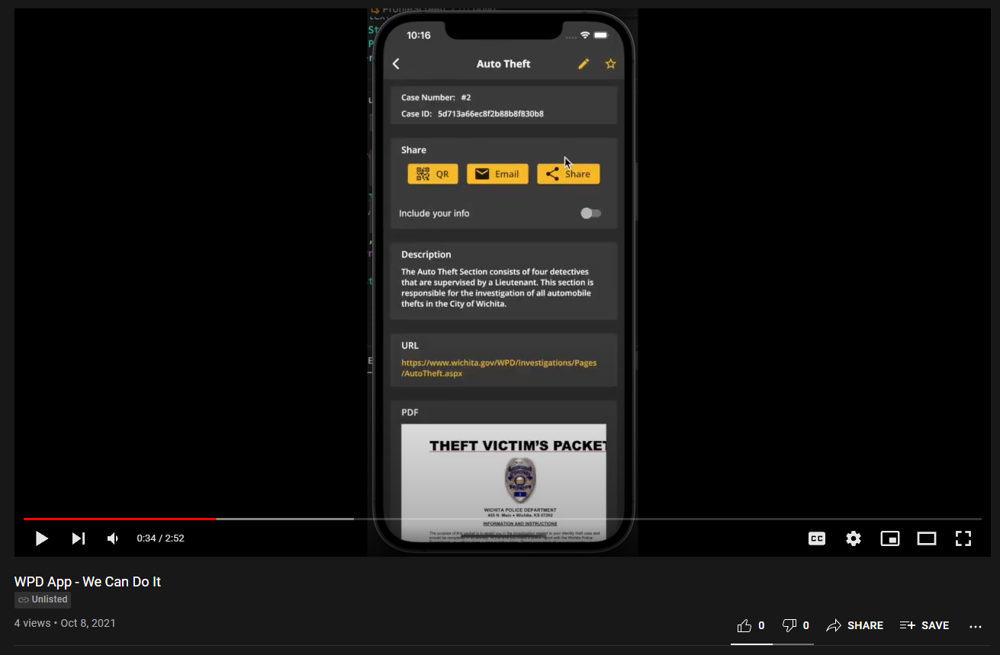 10:16
Auto Theft
Case Number: #2
Case ID: 5d713a66ec8f2b88b8f830b8
Share
QR
Email
Share
Include your info
Description
The Auto Theft Section consists of four detectives
that are supervised by a Lieutenant. This section is
responsible for the investigation of all automobile
thefts in the City of Wichita.
URL
https://www.wichita.gov/WPD/Investigations/Pages
/AutoTheft.aspx
PDF
THEFT VICTIM'S PACKET
WICHITA POLICE DEPARTMENT
455 N. Main • Wichita, KS 67202
INFORMATION AND INSTRUCTIONS
0:34 / 2:52
CC
WPD App - We Can Do It
Unlisted
4 views • Oct 8, 2021
0
0
SHARE
SAVE